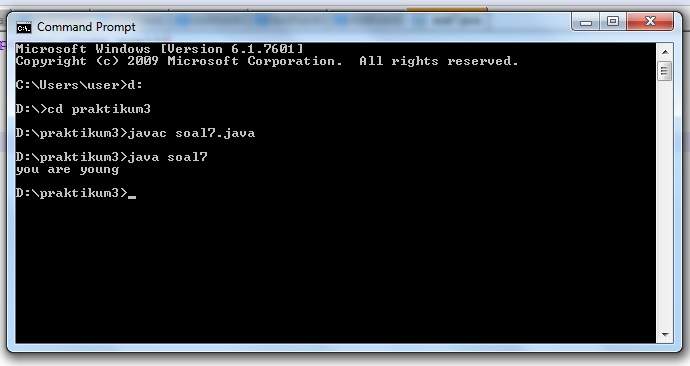 Command Prompt
Microsoft Windows [Version 6.1.7601]
Copyright (c) 2009 Microsoft Corporation.  All rights reserved.
C:\Users\user>d:
D:\>cd praktikum3
D:\praktikum3>javac soal7.java
D:\praktikum3>java soal7
you are young
D:\praktikum3>_